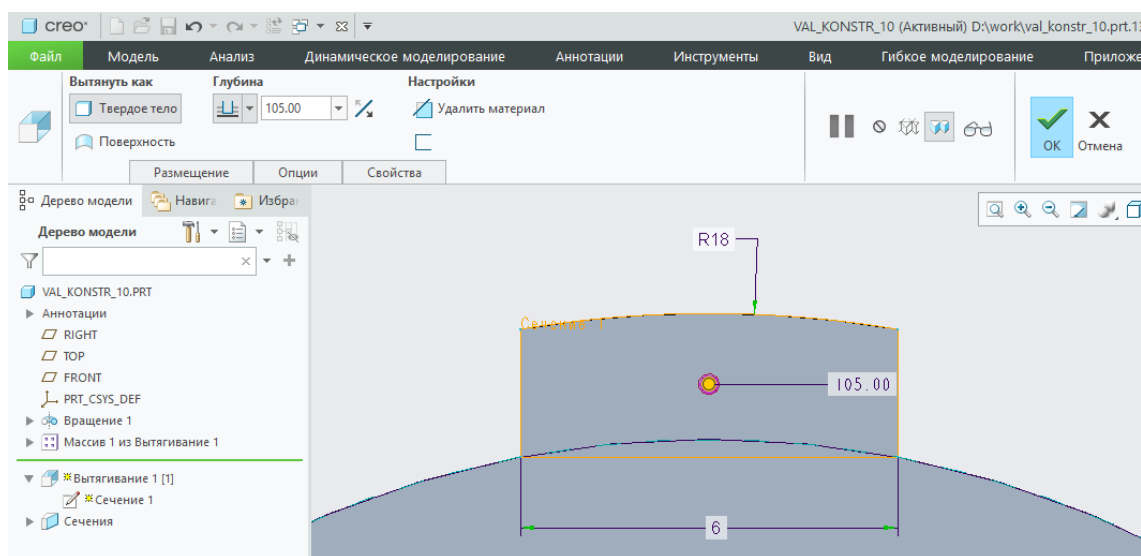 creo VAL_KONSTR_10 (Активный) D:\work\val_konstr_10.prt.13
Файл Модель Анализ Динамическое моделирование Аннотации Инструменты Вид Гибкое моделирование Приложе
Вытянуть как Глубина Настройки
Твердое тело 105.00 Удалить материал
Поверхность OK Отмена
Размещение Опции Свойства
Дерево модели Навига Избран
Дерево модели
VAL_KONSTR_10.PRT
Аннотации
RIGHT
TOP
FRONT
PRT_CSYS_DEF
Вращение 1
Массив 1 из Вытягивание 1
Вытягивание 1 [1]
Сечение 1
Сечения
R18
Сечение
105.00
6